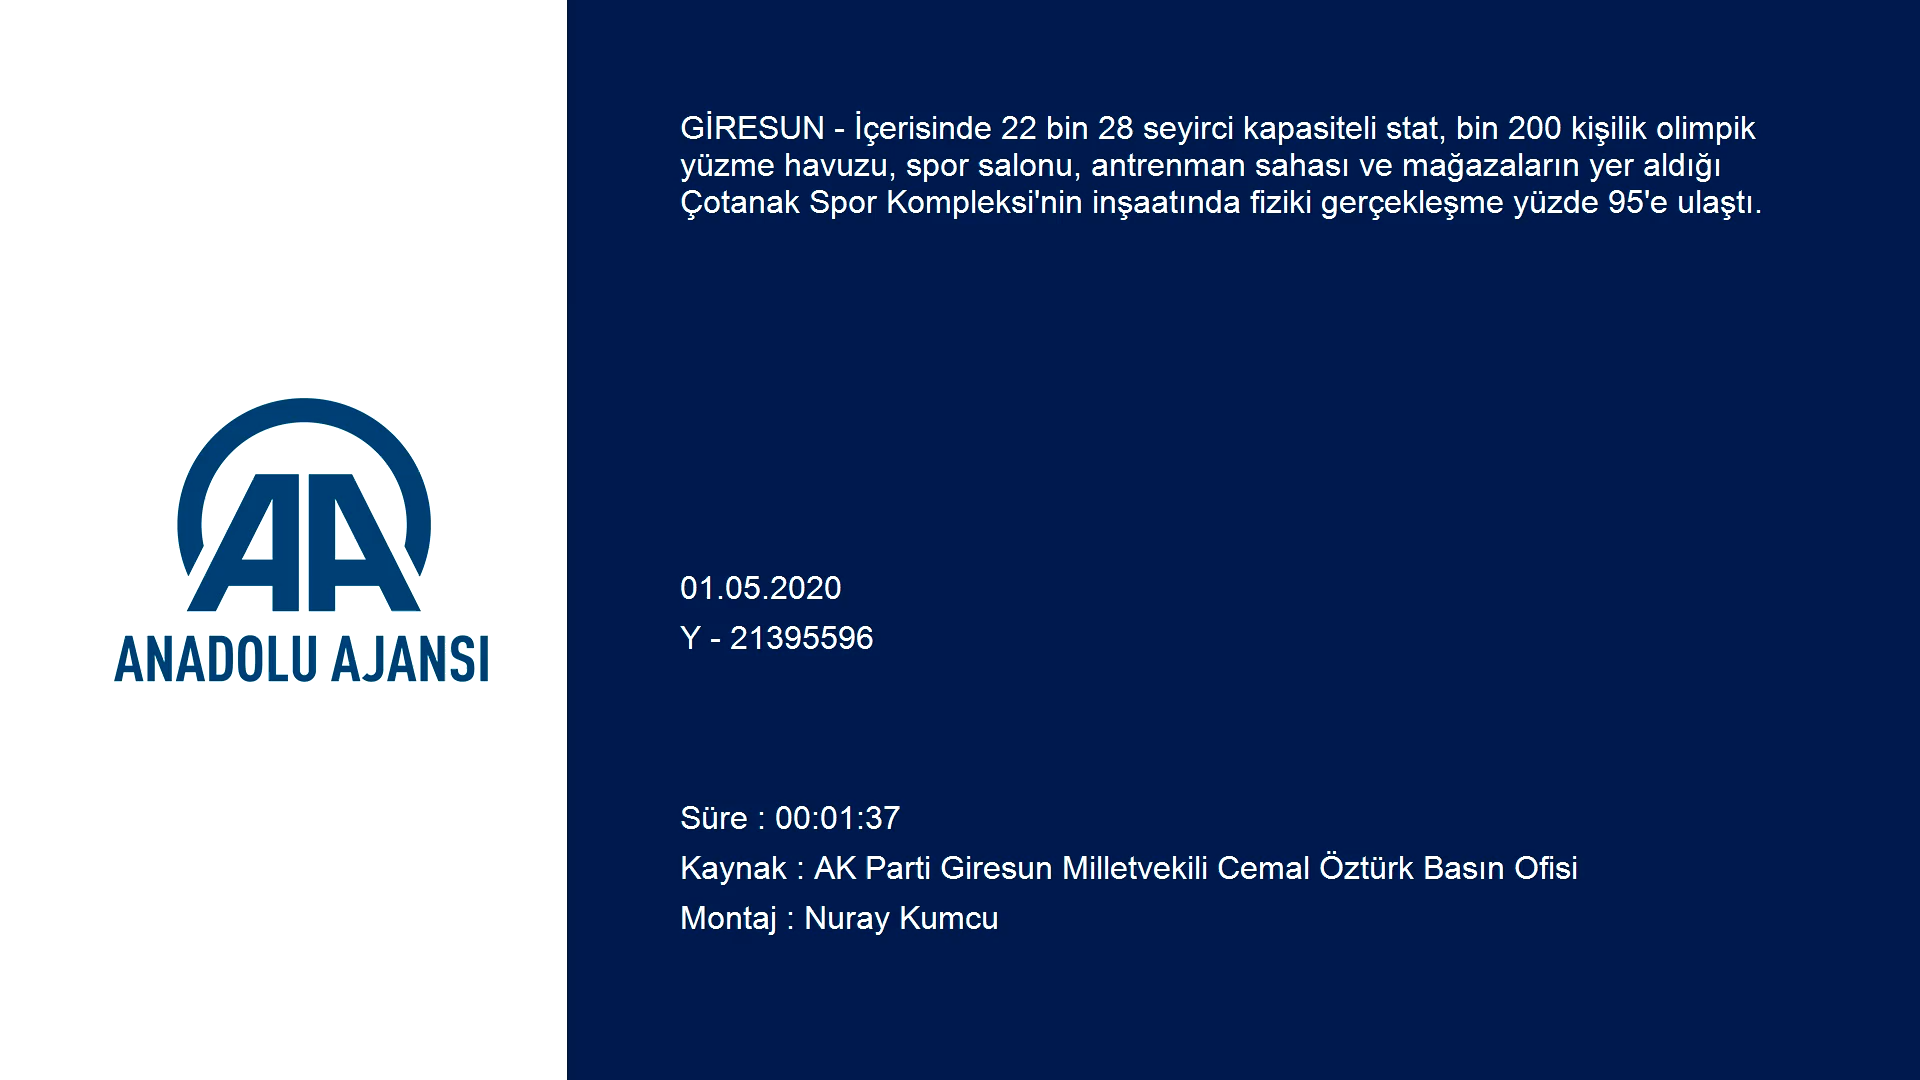 GİRESUN - İçerisinde 22 bin 28 seyirci kapasiteli stat, bin 200 kişilik olimpik
yüzme havuzu, spor salonu, antrenman sahası ve mağazaların yer aldığı
Çotanak Spor Kompleksi'nin inşaatında fiziki gerçekleşme yüzde 95'e ulaştı.
AA
ANADOLU AJANSI
01.05.2020
Y - 21395596
Süre : 00:01:37
Kaynak : AK Parti Giresun Milletvekili Cemal Öztürk Basın Ofisi
Montaj : Nuray Kumcu